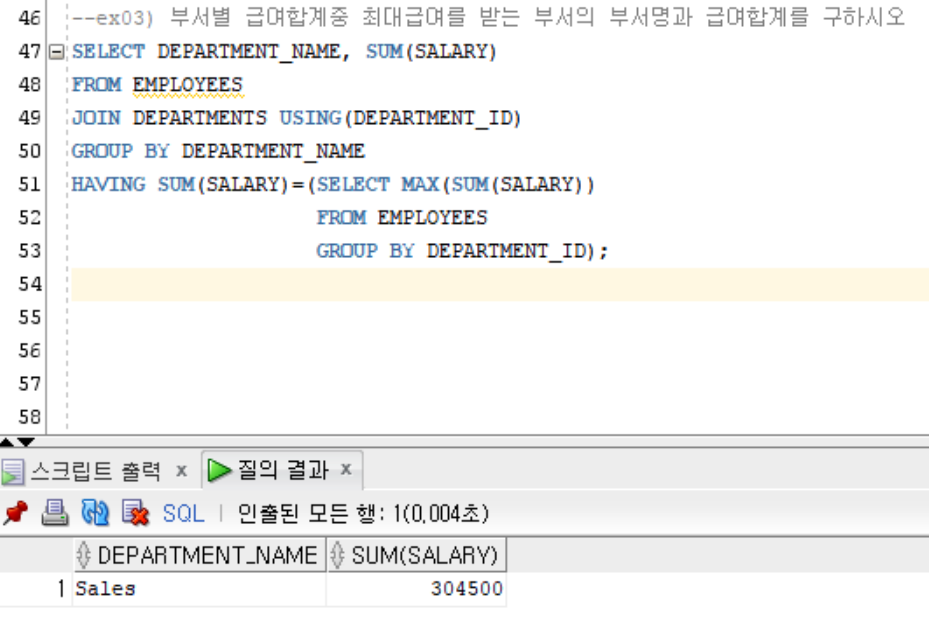 46 --ex03) 부서별 급여합계중 최대급여를 받는 부서의 부서명과 급여합계를 구하시오
47 SELECT DEPARTMENT_NAME, SUM(SALARY)
48 FROM EMPLOYEES
49 JOIN DEPARTMENTS USING(DEPARTMENT_ID)
50 GROUP BY DEPARTMENT_NAME
51 HAVING SUM(SALARY)=(SELECT MAX(SUM(SALARY))
52 FROM EMPLOYEES
53 GROUP BY DEPARTMENT_ID);
54
55
56
57
58
스크립트 출력 x 질의 결과 x
SQL | 인출된 모든 행: 1(0,004초)
DEPARTMENT_NAME SUM(SALARY)
1 Sales 304500